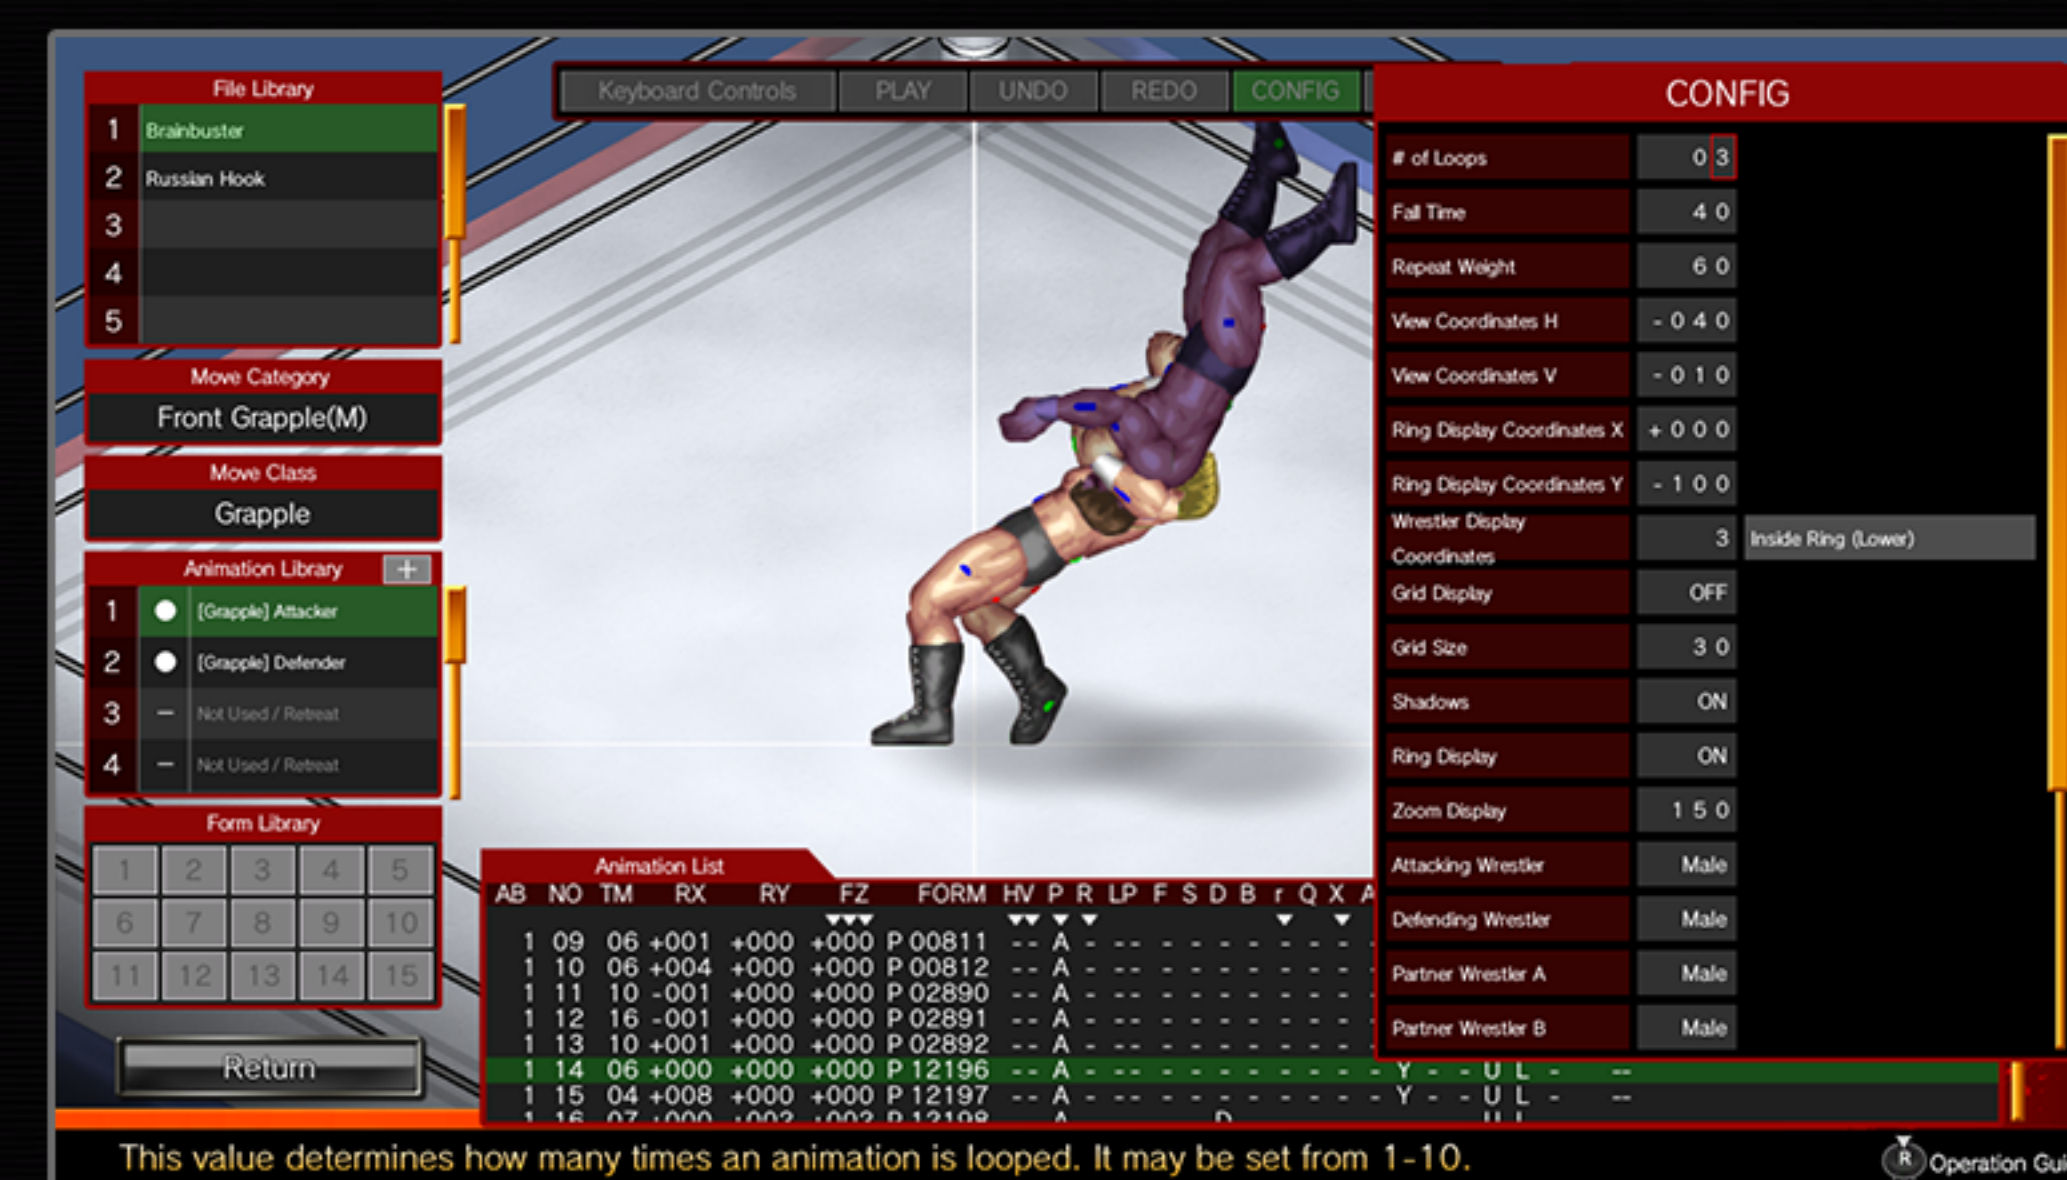 File Library
1 Brainbuster
2 Russian Hook
3
4
5
Move Category
Front Grapple(M)
Move Class
Grapple
Animation Library +
1 [Grapple] Attacker
2 [Grapple] Defender
3 - Not Used / Retreat
4 - Not Used / Retreat
Form Library
1 2 3 4 5
6 7 8 9 10
11 12 13 14 15
Return
Keyboard Controls PLAY UNDO REDO CONFIG
CONFIG
# of Loops 0 3
Fall Time 4 0
Repeat Weight 6 0
View Coordinates H - 0 4 0
View Coordinates V - 0 1 0
Ring Display Coordinates X + 0 0 0
Ring Display Coordinates Y - 1 0 0
Wrestler Display
Coordinates 3 Inside Ring (Lower)
Grid Display OFF
Grid Size 3 0
Shadows ON
Ring Display ON
Zoom Display 1 5 0
Attacking Wrestler Male
Defending Wrestler Male
Partner Wrestler A Male
Partner Wrestler B Male
Animation List
AB NO TM RX RY FZ FORM HV P R LP F S D B r Q X A
1 09 06 +001 +000 +000 P 00811 - - A - - - - - - - - - - -
1 10 06 +004 +000 +000 P 00812 - - A - - - - - - - - - - -
1 11 10 -001 +000 +000 P 02890 - - A - - - - - - - - - - -
1 12 16 -001 +000 +000 P 02891 - - A - - - - - - - - - - -
1 13 10 +001 +000 +000 P 02892 - - A - - - - - - - - - - -
1 14 06 +000 +000 +000 P 12196 - - A - - - - - - - - - - - Y - - U L - --
1 15 04 +008 +000 +000 P 12197 - - A - - - - - - - - - - - Y - - U L - --
This value determines how many times an animation is looped. It may be set from 1-10.
R Operation Gui